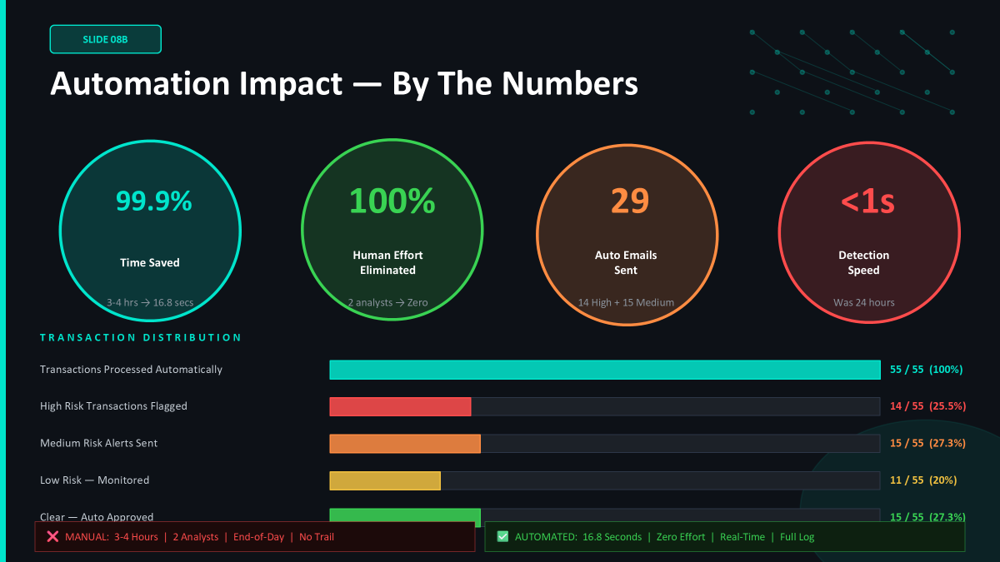 SLIDE 08B
Automation Impact — By The Numbers
99.9%
Time Saved
3-4 hrs → 16.8 secs
100%
Human Effort
Eliminated
2 analysts → Zero
29
Auto Emails
Sent
14 High + 15 Medium
<1s
Detection
Speed
Was 24 hours
TRANSACTION DISTRIBUTION
Transactions Processed Automatically 55 / 55 (100%)
High Risk Transactions Flagged 14 / 55 (25.5%)
Medium Risk Alerts Sent 15 / 55 (27.3%)
Low Risk — Monitored 11 / 55 (20%)
Clear — Auto Approved 15 / 55 (27.3%)
❌ MANUAL: 3-4 Hours | 2 Analysts | End-of-Day | No Trail
✅ AUTOMATED: 16.8 Seconds | Zero Effort | Real-Time | Full Log